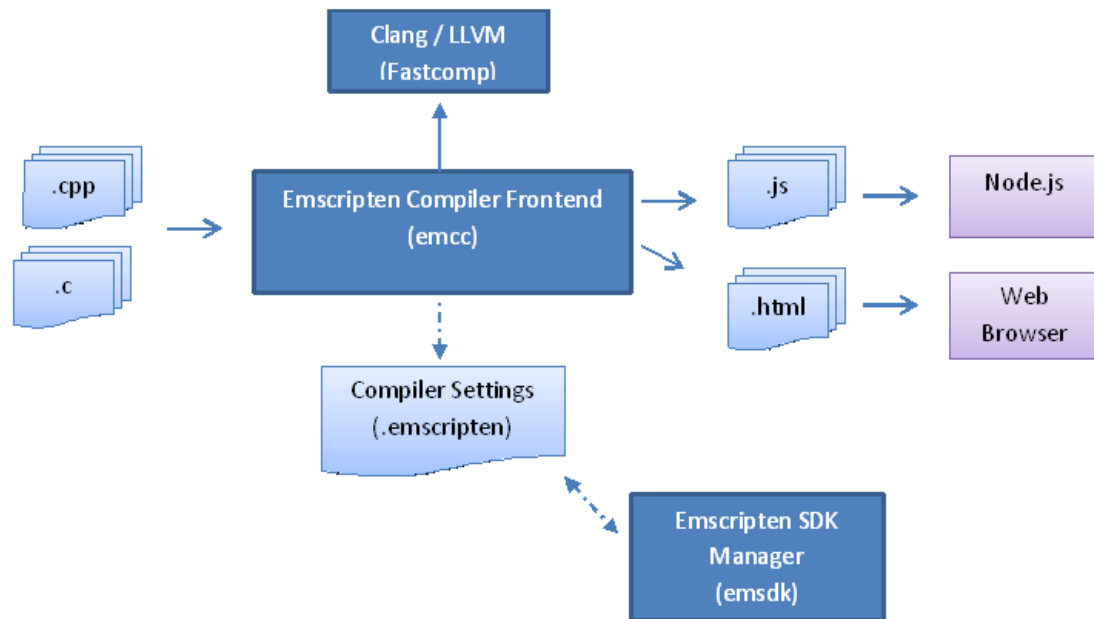 Clang / LLVM
(Fastcomp)
.cpp
.c
Emscripten Compiler Frontend
(emcc)
.js
Node.js
.html
Web
Browser
Compiler Settings
(.emscripten)
Emscripten SDK
Manager
(emsdk)